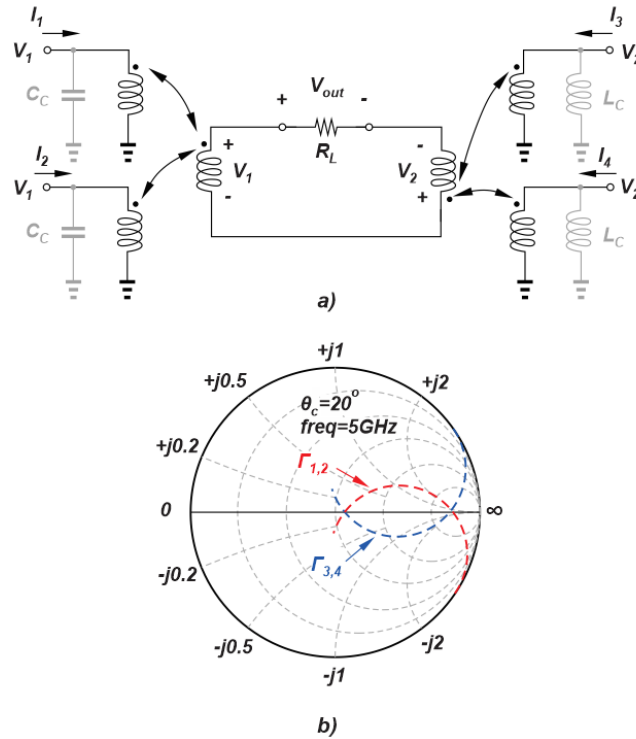 a)
I1 I3
V1 + Vout - V2
CC RL LC
I2 + - I4
V1 V1 V2 V2
- +
CC LC
a)
+j1
+j0.5 +j2
θc=20°
freq=5GHz
+j0.2 Γ1,2
0 ∞
-j0.2 Γ3,4
-j0.5 -j2
-j1
b)